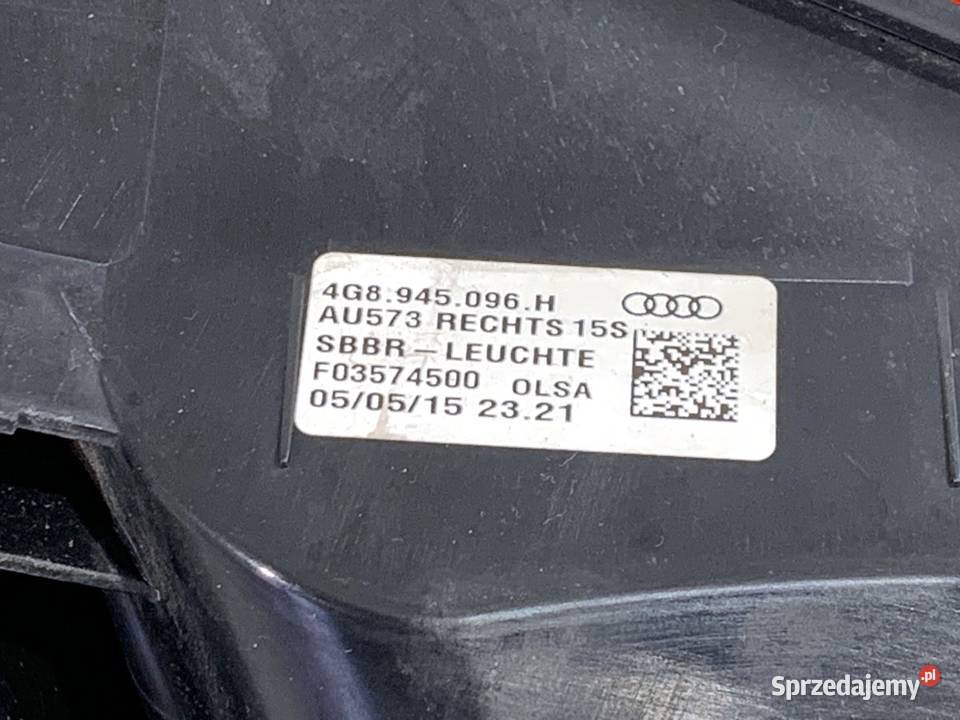 4G8.945.096.H
AU573 RECHTS 15S
SBBR-LEUCHTE
F03574500 OLSA
05/05/15 23.21
Sprzedajemy.pl